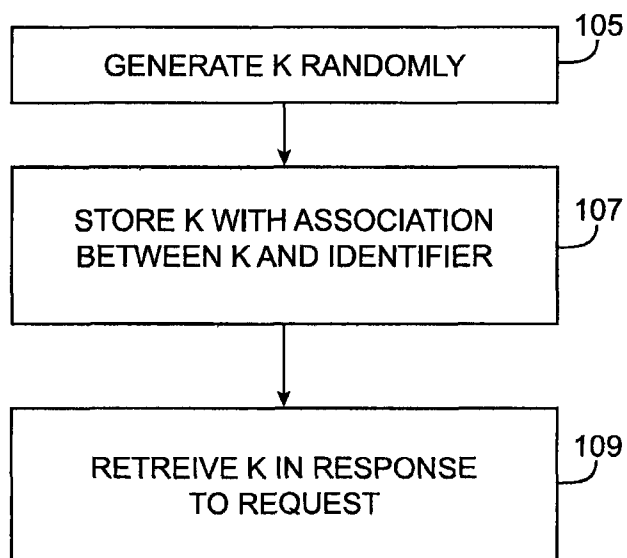 105
GENERATE K RANDOMLY
107
STORE K WITH ASSOCIATION
BETWEEN K AND IDENTIFIER
109
RETREIVE K IN RESPONSE
TO REQUEST